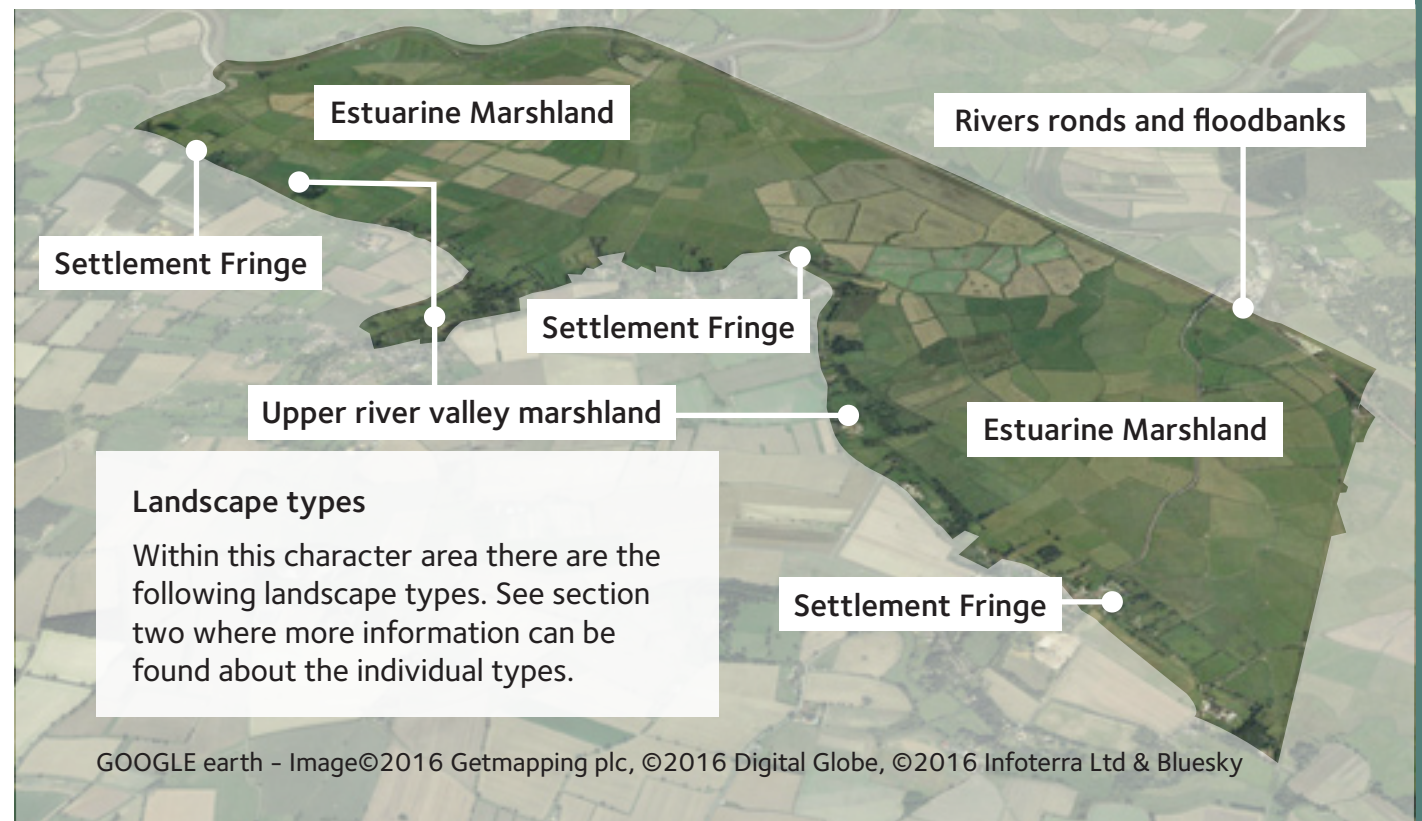 Estuarine Marshland
Rivers ronds and floodbanks
Settlement Fringe
Settlement Fringe
Upper river valley marshland
Estuarine Marshland
Landscape types
Within this character area there are the
following landscape types. See section
two where more information can be
found about the individual types.
Settlement Fringe
GOOGLE earth – Image©2016 Getmapping plc, ©2016 Digital Globe, ©2016 Infoterra Ltd & Bluesky